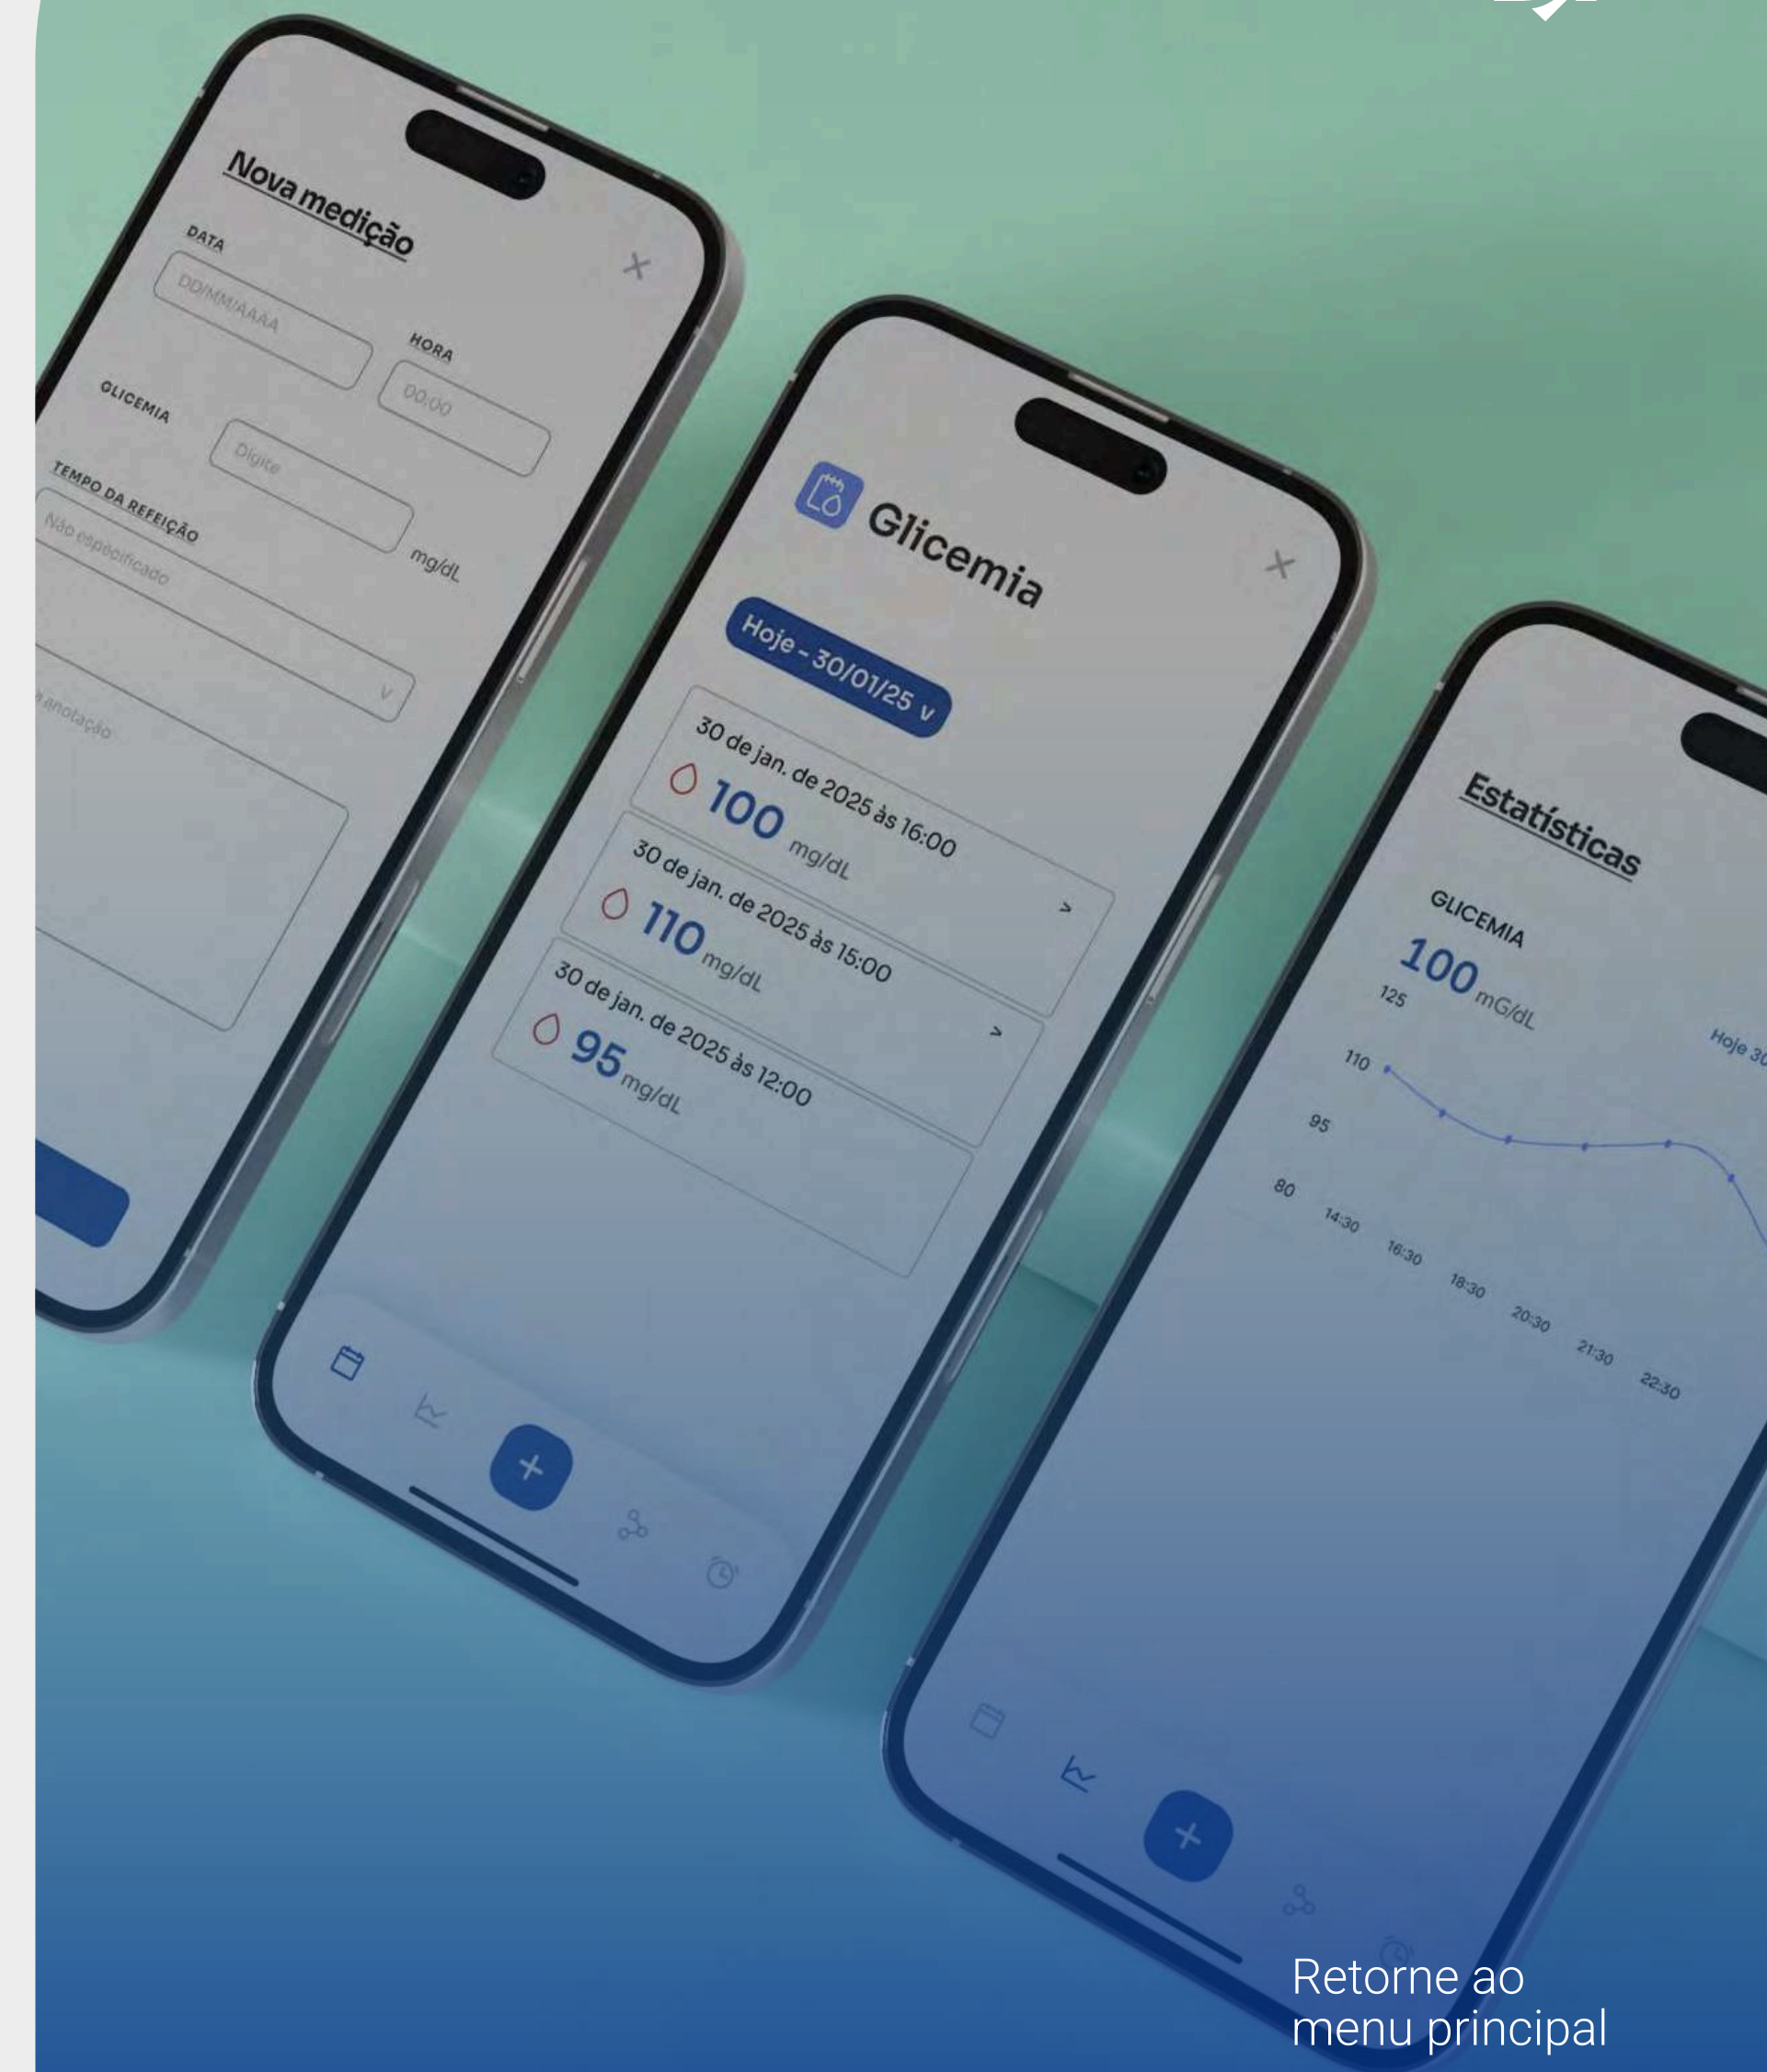 Nova medição
DATA
DD/MM/AAAA
HORA
00:00
GLICEMIA
Digite
mg/dL
TEMPO DA REFEIÇÃO
Não especificado
V
anotação
Glicemia
Hoje - 30/01/25 v
30 de jan. de 2025 às 16:00
100 mg/dL
>
30 de jan. de 2025 às 15:00
110 mg/dL
>
30 de jan. de 2025 às 12:00
95 mg/dL
Estatísticas
GLICEMIA
100 mG/dL
Hoje 30
125
110
95
80
14:30
16:30
18:30
20:30
21:30
22:30
Retorne ao
menu principal